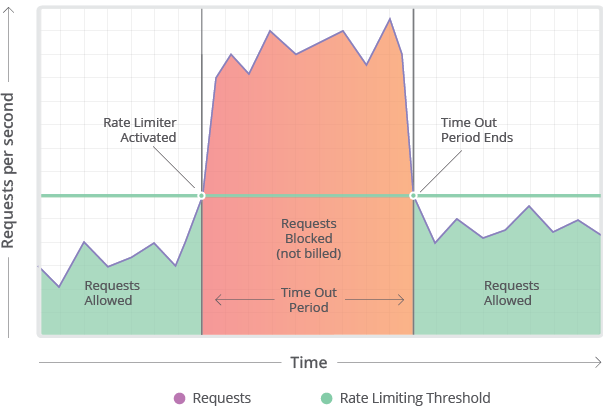 Requests per second
Rate Limiter
Activated
Time Out
Period Ends
Requests
Blocked
(not billed)
Requests
Allowed
Time Out
Period
Requests
Allowed
Time
Requests
Rate Limiting Threshold